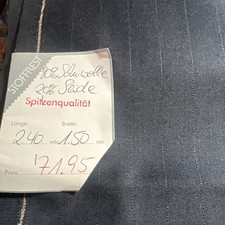 STOFFREST
80% Schurwolle
20% Seide
Spitzenqualität
Länge: Breite:
2.40 m 1.50 m
Preis: 71.95